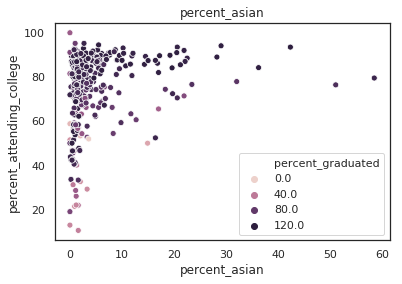 percent_asian
100
80
60
40
20
percent_attending_college
percent_graduated
0.0
40.0
80.0
120.0
0 10 20 30 40 50 60
percent_asian